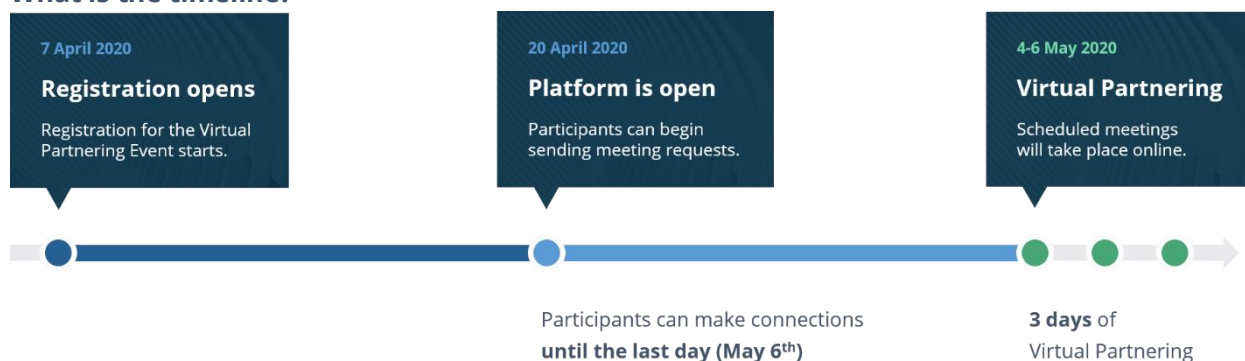 What is the timeline?
7 April 2020
Registration opens
Registration for the Virtual
Partnering Event starts.
20 April 2020
Platform is open
Participants can begin
sending meeting requests.
4-6 May 2020
Virtual Partnering
Scheduled meetings
will take place online.
Participants can make connections
until the last day (May 6th)
3 days of
Virtual Partnering